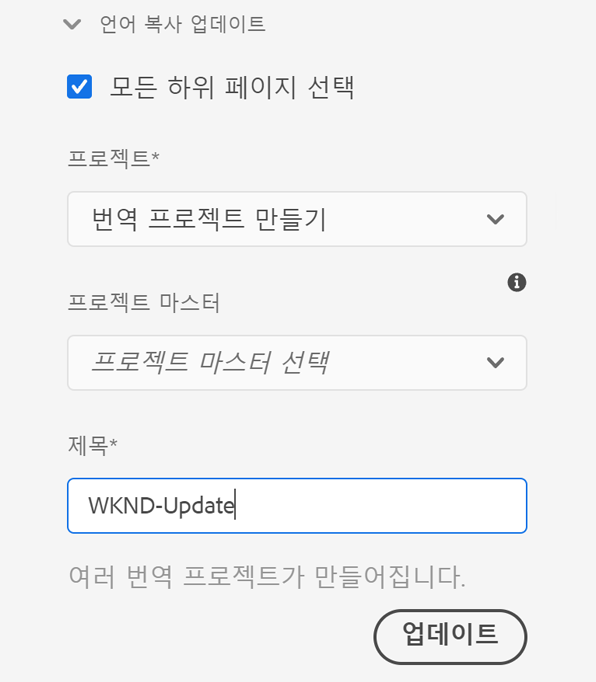 언어 복사 업데이트
모든 하위 페이지 선택
프로젝트*
번역 프로젝트 만들기
프로젝트 마스터
프로젝트 마스터 선택
제목*
WKND-Update
여러 번역 프로젝트가 만들어집니다.
업데이트